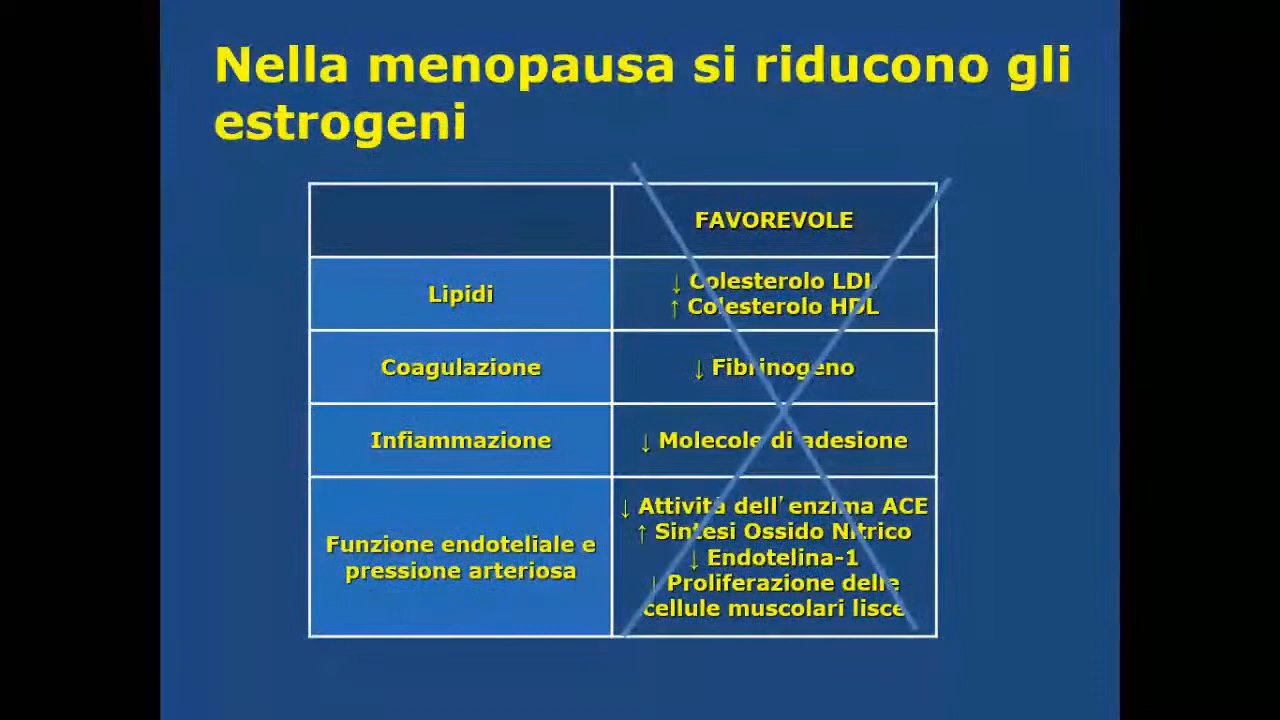 Nella menopausa si riducono gli
estrogeni
FAVOREVOLE
Lipidi
↓ Colesterolo LDL
↑ Colesterolo HDL
Coagulazione
↓ Fibrinogeno
Infiammazione
↓ Molecole di adesione
Funzione endoteliale e
pressione arteriosa
↓ Attività dell'enzima ACE
↑ Sintesi Ossido Nitrico
↓ Endotelina-1
↓ Proliferazione delle
cellule muscolari lisce